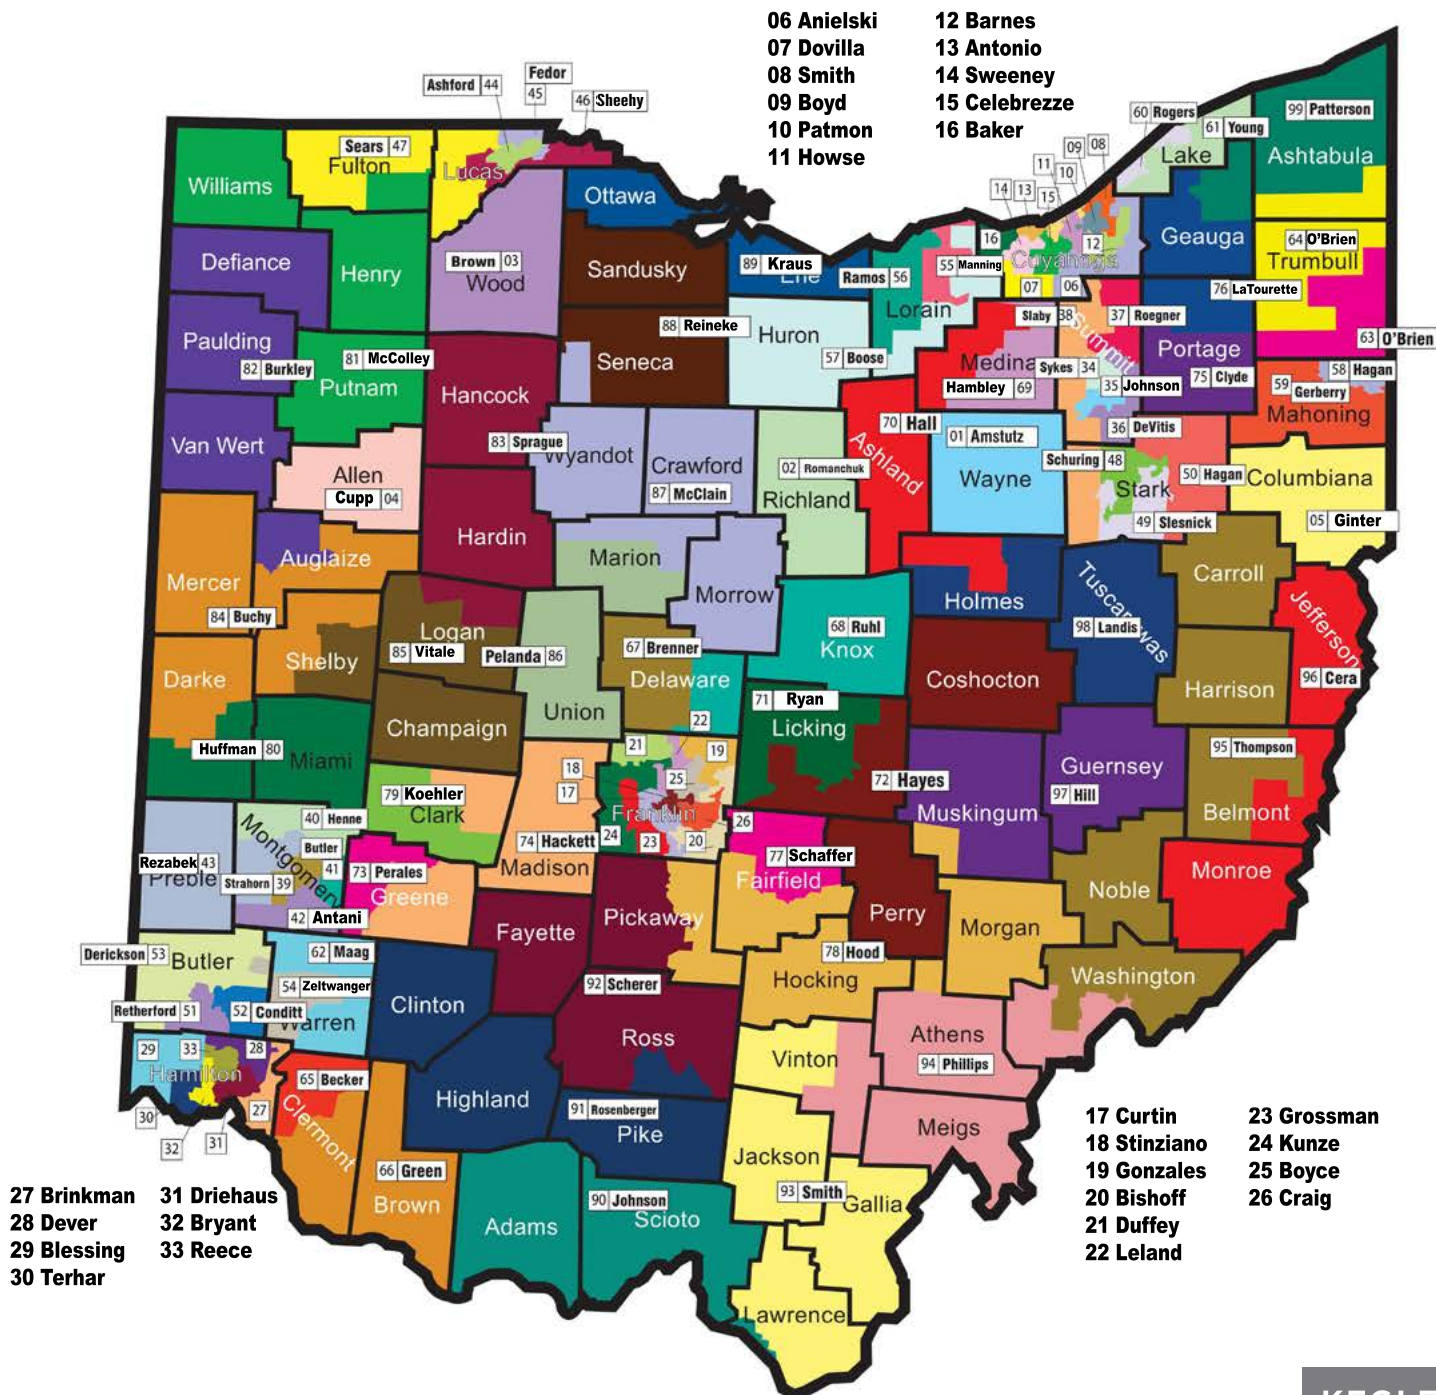 06 Anielski
07 Dovilla
08 Smith
09 Boyd
10 Patmon
11 Howse
12 Barnes
13 Antonio
14 Sweeney
15 Celebrezze
16 Baker
Ashford 44
Fedor
45
46 Sheehy
60 Rogers
61 Young
99 Patterson
Lake
Ashtabula
Sears 47
Fulton
Lucas
Williams
Ottawa
09
08
11
10
14
13
15
16
12
Cuyahoga
07
06
Geauga
64 O'Brien
Trumbull
Defiance
Henry
Brown 03
Wood
Sandusky
89 Kraus
Erie
Ramos 56
55 Manning
Lorain
76 LaTourette
63 O'Brien
Paulding
82 Burkley
81 McColley
Putnam
Hancock
88 Reineke
Seneca
Huron
57 Boose
Slaby 38
37 Roegner
Summit
Medina
Hambley 69
Sykes 34
35 Johnson
36 DeVitis
Portage
75 Clyde
58 Hagan
59 Gerberry
Mahoning
Van Wert
Allen
Cupp 04
83 Sprague
Wyandot
Crawford
87 McClain
02 Romanchuk
Richland
70 Hall
Ashland
01 Amstutz
Wayne
Schuring 48
Stark
49 Slesnick
50 Hagan
Columbiana
05 Ginter
Mercer
Auglaize
84 Buchy
Hardin
Marion
Morrow
Holmes
Tuscarawas
98 Landis
Carroll
Jefferson
96 Cera
Darke
Shelby
Logan
85 Vitale
Pelanda 86
Union
67 Brenner
Delaware
68 Ruhl
Knox
Coshocton
Harrison
Huffman 80
Miami
Champaign
22
21
19
18
25
17
Franklin
24
23
20
26
71 Ryan
Licking
72 Hayes
Muskingum
Guernsey
97 Hill
95 Thompson
Belmont
79 Koehler
Clark
74 Hackett
Madison
40 Henne
Butler
41
Montgomery
Strahorn 39
42 Antani
Rezabek 43
Preble
73 Perales
Greene
77 Schaffer
Fairfield
Pickaway
Perry
Morgan
Noble
Monroe
Derickson 53
Butler
62 Maag
54 Zeltwanger
Warren
Retherford 51
52 Conditt
Clinton
Fayette
92 Scherer
Ross
78 Hood
Hocking
Washington
Athens
94 Phillips
Vinton
29
33
28
Hamilton
30
32
31
27
65 Becker
Clermont
Highland
91 Rosenberger
Pike
Jackson
Meigs
66 Green
Brown
Adams
90 Johnson
Scioto
93 Smith
Gallia
Lawrence
17 Curtin
18 Stinziano
19 Gonzales
20 Bishoff
21 Duffey
22 Leland
23 Grossman
24 Kunze
25 Boyce
26 Craig
27 Brinkman
28 Dever
29 Blessing
30 Terhar
31 Driehaus
32 Bryant
33 Reece